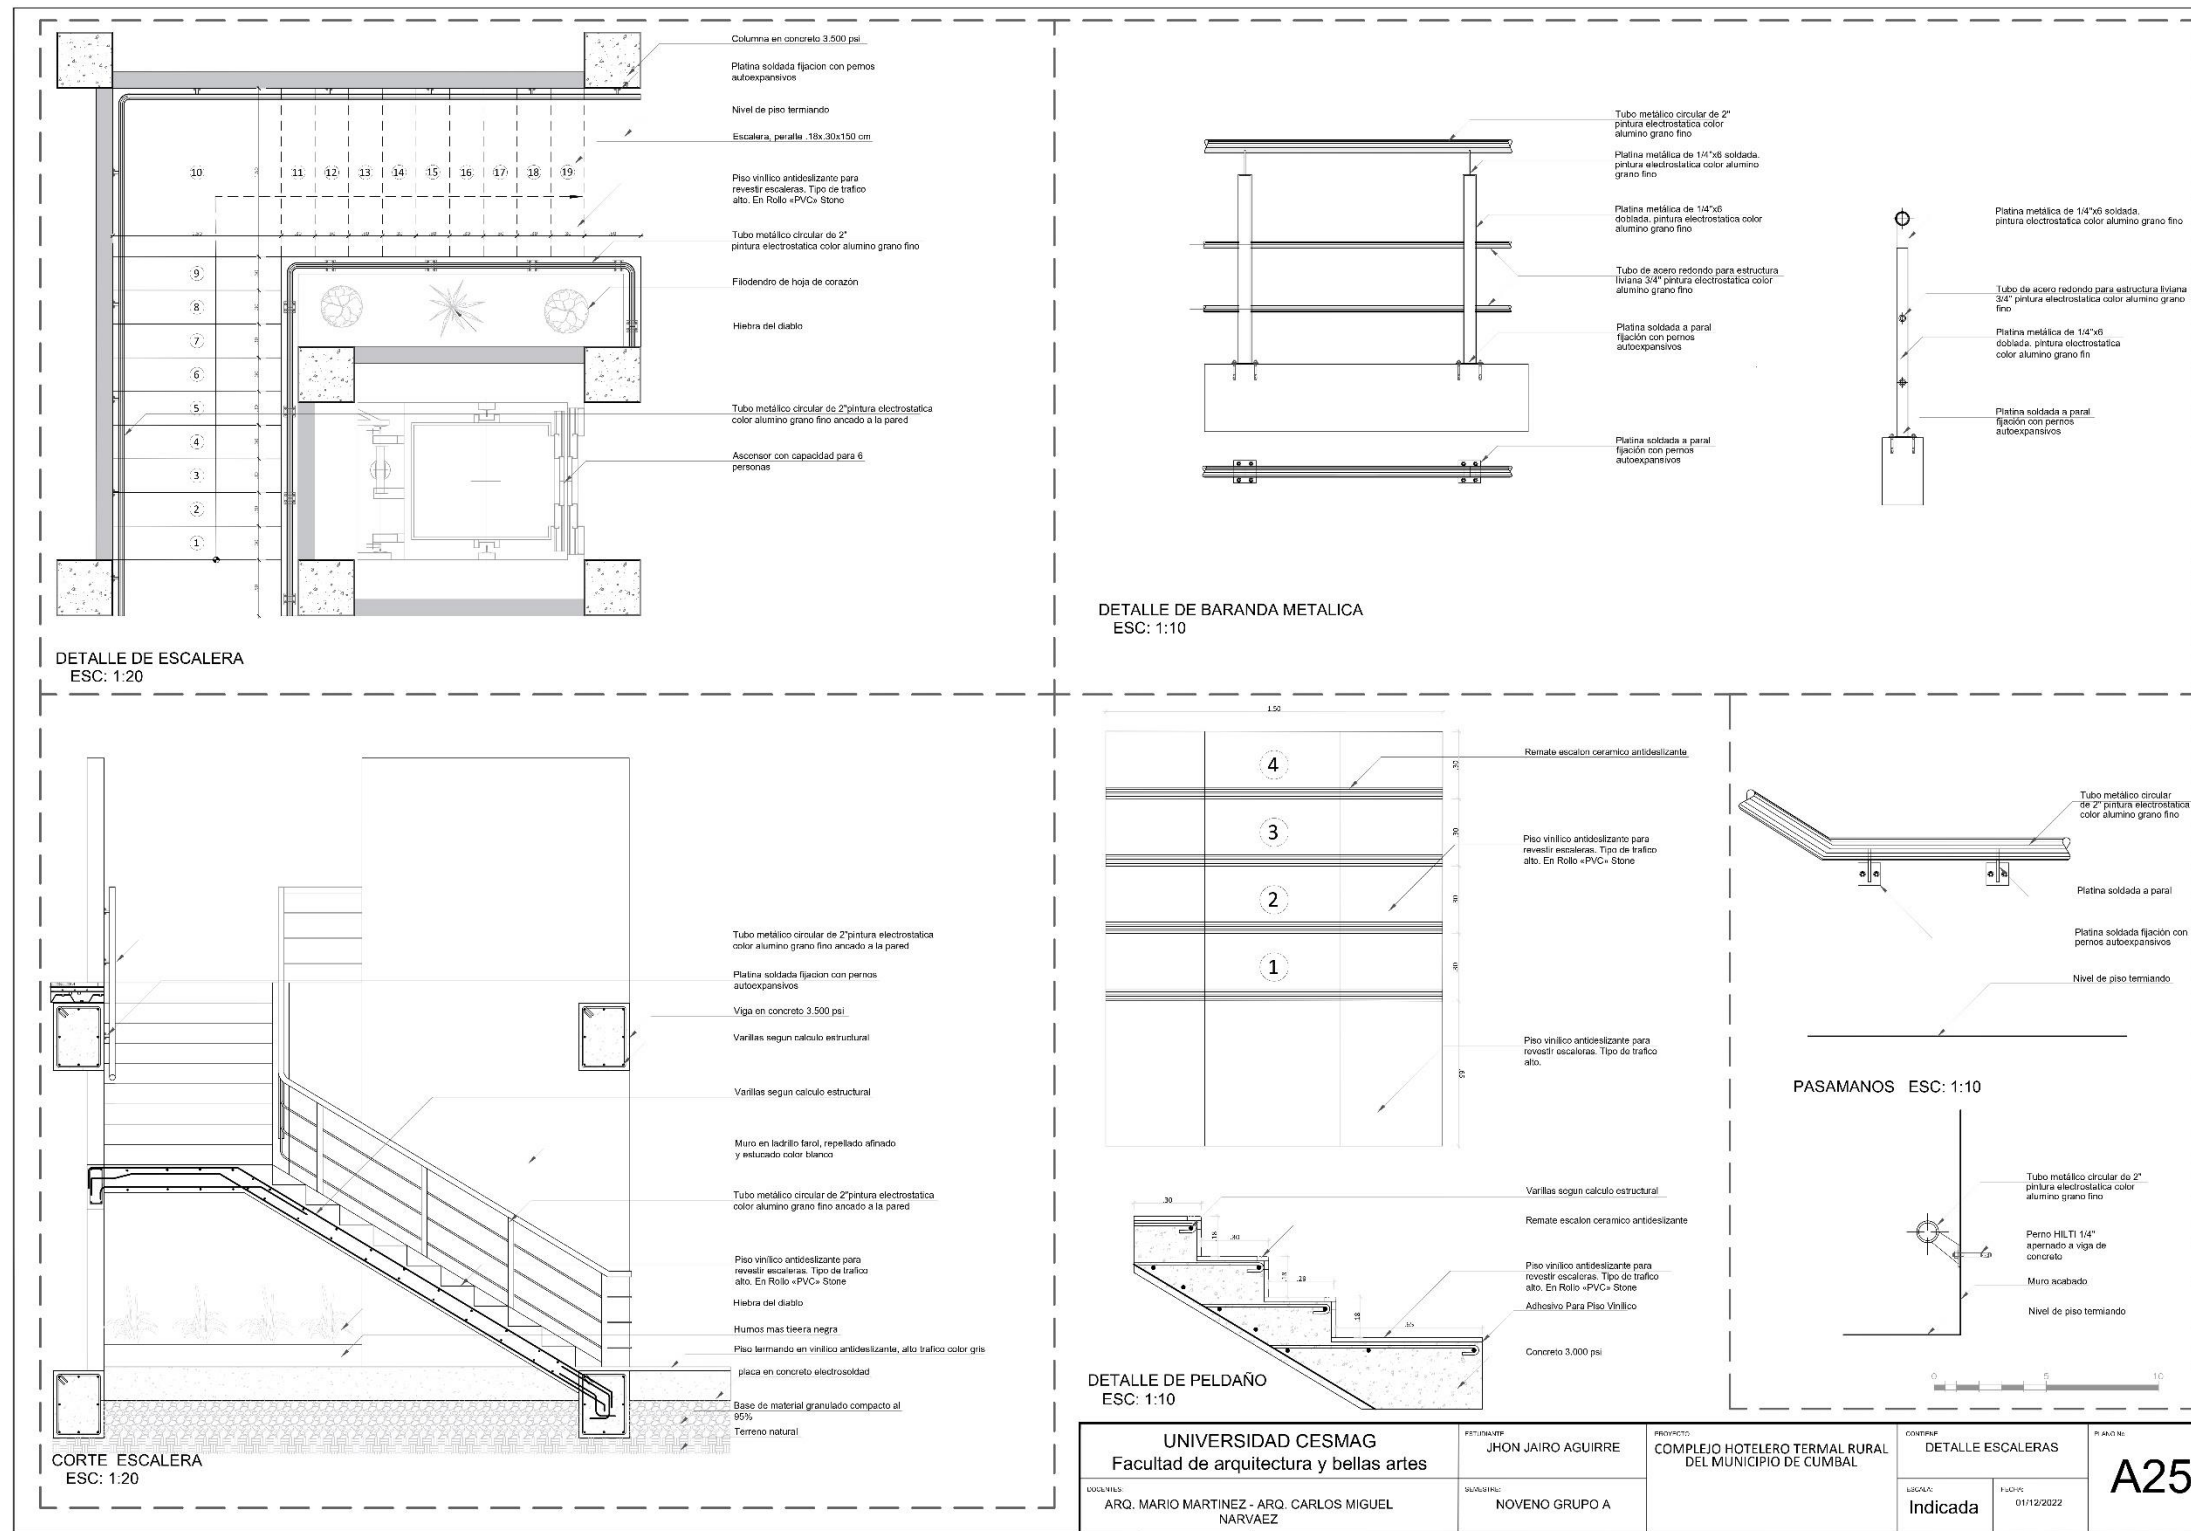 Columna en concreto 3.500 psi
Platina soldada fijacion con pernos
autoexpansivos
Nivel de piso termiando
Escalera, peralte .18x.30x150 cm
Piso vinílico antideslizante para
revestir escaleras. Tipo de trafico
alto. En Rollo «PVC» Stone
Tubo metálico circular de 2"
pintura electrostatica color alumino grano fino
Filodendro de hoja de corazón
Hiebra del diablo
Tubo metálico circular de 2"pintura electrostatica
color alumino grano fino ancado a la pared
Ascensor con capacidad para 6
personas
10 11 12 13 14 15 16 17 18 19
9
8
7
6
5
4
3
2
1
DETALLE DE ESCALERA
ESC: 1:20
Tubo metálico circular de 2"
pintura electrostatica color
alumino grano fino
Platina metálica de 1/4"x6 soldada.
pintura electrostatica color alumino
grano fino
Platina metálica de 1/4"x6
doblada. pintura electrostatica color
alumino grano fino
Tubo de acero redondo para estructura
liviana 3/4" pintura electrostatica color
alumino grano fino
Platina soldada a paral
fijación con pernos
autoexpansivos
Platina soldada a paral
fijación con pernos
autoexpansivos
Platina metálica de 1/4"x6 soldada.
pintura electrostatica color alumino grano fino
Tubo de acero redondo para estructura liviana
3/4" pintura electrostatica color alumino grano
fino
Platina metálica de 1/4"x6
doblada. pintura electrostatica
color alumino grano fin
Platina soldada a paral
fijación con pernos
autoexpansivos
DETALLE DE BARANDA METALICA
ESC: 1:10
Tubo metálico circular de 2"pintura electrostatica
color alumino grano fino ancado a la pared
Platina soldada fijacion con pernos
autoexpansivos
Viga en concreto 3.500 psi
Varillas segun calculo estructural
Varillas segun calculo estructural
Muro en ladrillo farol, repellado afinado
y estucado color blanco
Tubo metálico circular de 2"pintura electrostatica
color alumino grano fino ancado a la pared
Piso vinílico antideslizante para
revestir escaleras. Tipo de trafico
alto. En Rollo «PVC» Stone
Hiebra del diablo
Humos mas tieera negra
Piso termando en vinilico antideslizante, alto trafico color gris
placa en concreto electrosoldad
Base de material granulado compacto al
95%
Terreno natural
CORTE ESCALERA
ESC: 1:20
1.50
4
3
2
1
.30
.30
.30
.30
.65
Remate escalon ceramico antideslizante
Piso vinílico antideslizante para
revestir escaleras. Tipo de trafico
alto. En Rollo «PVC» Stone
Piso vinílico antideslizante para
revestir escaleras. Tipo de trafico
alto.
.30
.18
.30
.18
.28
.18
.65
Varillas segun calculo estructural
Remate escalon ceramico antideslizante
Piso vinílico antideslizante para
revestir escaleras. Tipo de trafico
alto. En Rollo «PVC» Stone
Adhesivo Para Piso Vinílico
Concreto 3.000 psi
DETALLE DE PELDAÑO
ESC: 1:10
Tubo metálico circular
de 2" pintura electrostatica
color alumino grano fino
Platina soldada a paral
Platina soldada fijación con
pernos autoexpansivos
Nivel de piso termiando
PASAMANOS ESC: 1:10
Tubo metálico circular de 2"
pintura electrostatica color
alumino grano fino
Perno HILTI 1/4"
apernado a viga de
concreto
Muro acabado
Nivel de piso termiando
0 5 10
UNIVERSIDAD CESMAG
Facultad de arquitectura y bellas artes
DOCENTES:
ARQ. MARIO MARTINEZ - ARQ. CARLOS MIGUEL
NARVAEZ
ESTUDIANTE
JHON JAIRO AGUIRRE
SEMESTRE:
NOVENO GRUPO A
PROYECTO:
COMPLEJO HOTELERO TERMAL RURAL
DEL MUNICIPIO DE CUMBAL
CONTIENE
DETALLE ESCALERAS
ESCALA:
Indicada
FECHA:
01/12/2022
PLANO No
A25